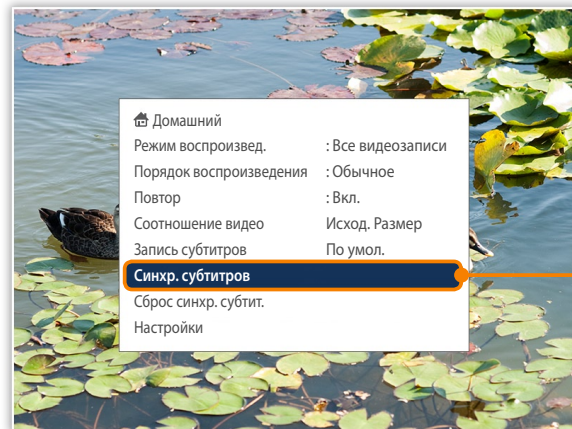 Домашний
Режим воспроизвед. : Все видеозаписи
Порядок воспроизведения : Обычное
Повтор : Вкл.
Соотношение видео Исход. Размер
Запись субтитров По умол.
Синхр. субтитров
Сброс синхр. субтит.
Настройки